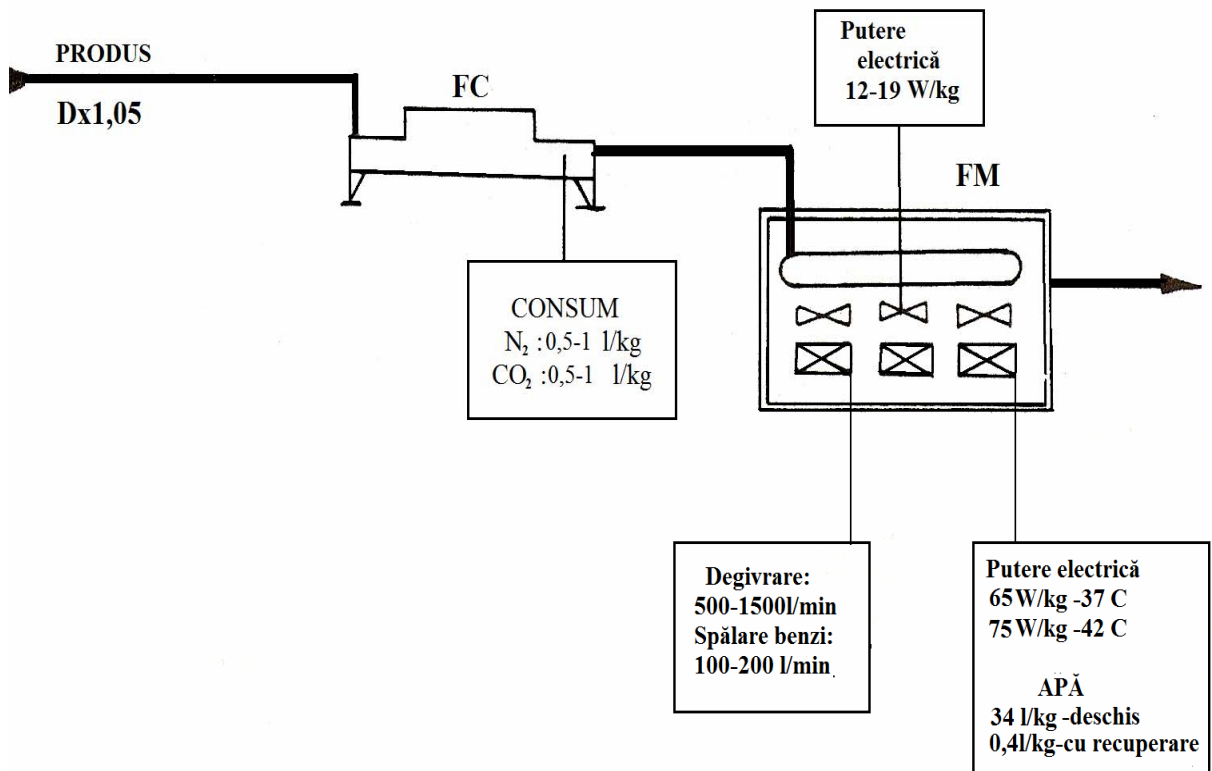 PRODUS
Dx1,05
FC
Putere
electrică
12-19 W/kg
FM
CONSUM
N₂ :0,5-1 l/kg
CO₂ :0,5-1 l/kg
Degivrare:
500-1500l/min
Spălare benzi:
100-200 l/min
Putere electrică
65W/kg -37 C
75W/kg -42 C
APĂ
34 l/kg -deschis
0,4l/kg-cu recuperare